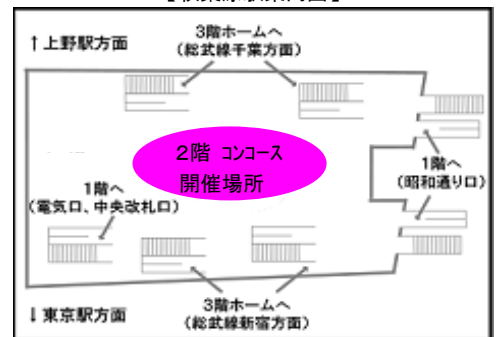 ↑上野駅方面
3階ホームへ
(総武線千葉方面)
2階 コンコース
開催場所
1階へ
(昭和通り口)
1階へ
(電気口、中央改札口)
3階ホームへ
(総武線新宿方面)
↓東京駅方面